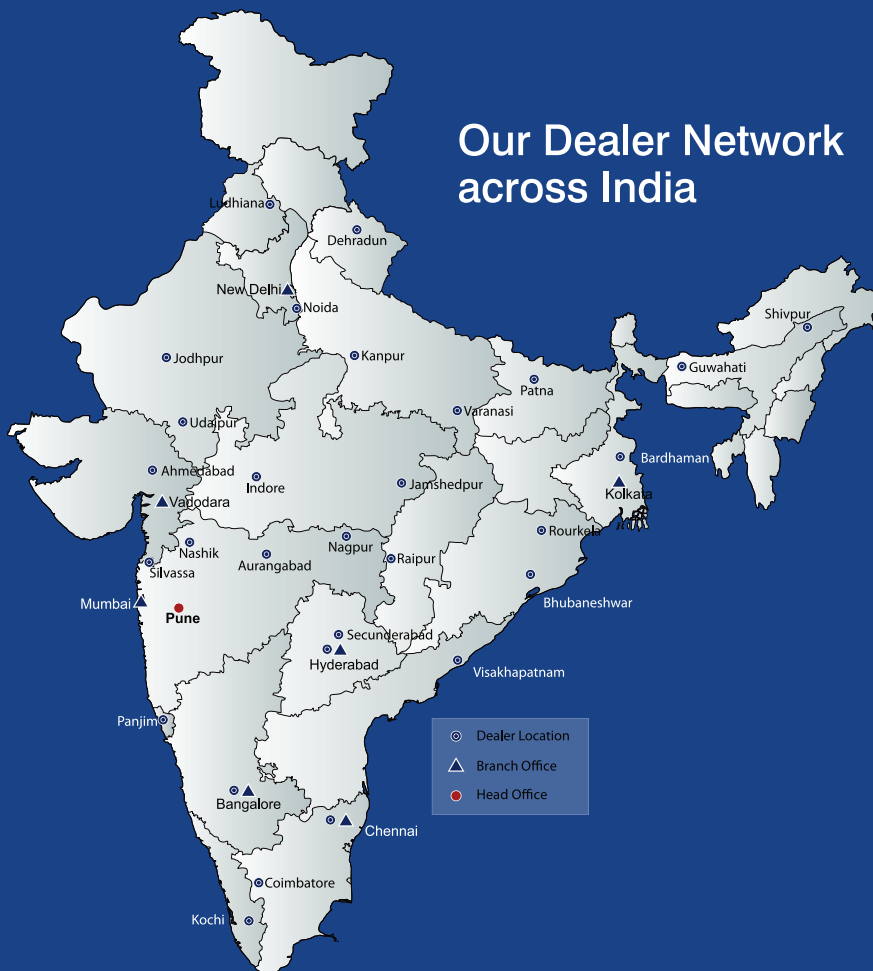 Our Dealer Network
across India
Ludhiana
Dehradun
New Delhi
Noida
Shivpur
Jodhpur
Kanpur
Guwahati
Patna
Varanasi
Udajpur
Bardhaman
Ahmedabad
Indore
Jamshedpur
Kolkata
Vadodara
Rourkela
Nashik
Nagpur
Aurangabad
Raipur
Silvassa
Bhubaneshwar
Mumbai
Pune
Secunderabad
Hyderabad
Visakhapatnam
Panjim
Dealer Location
Branch Office
Head Office
Bangalore
Chennai
Coimbatore
Kochi